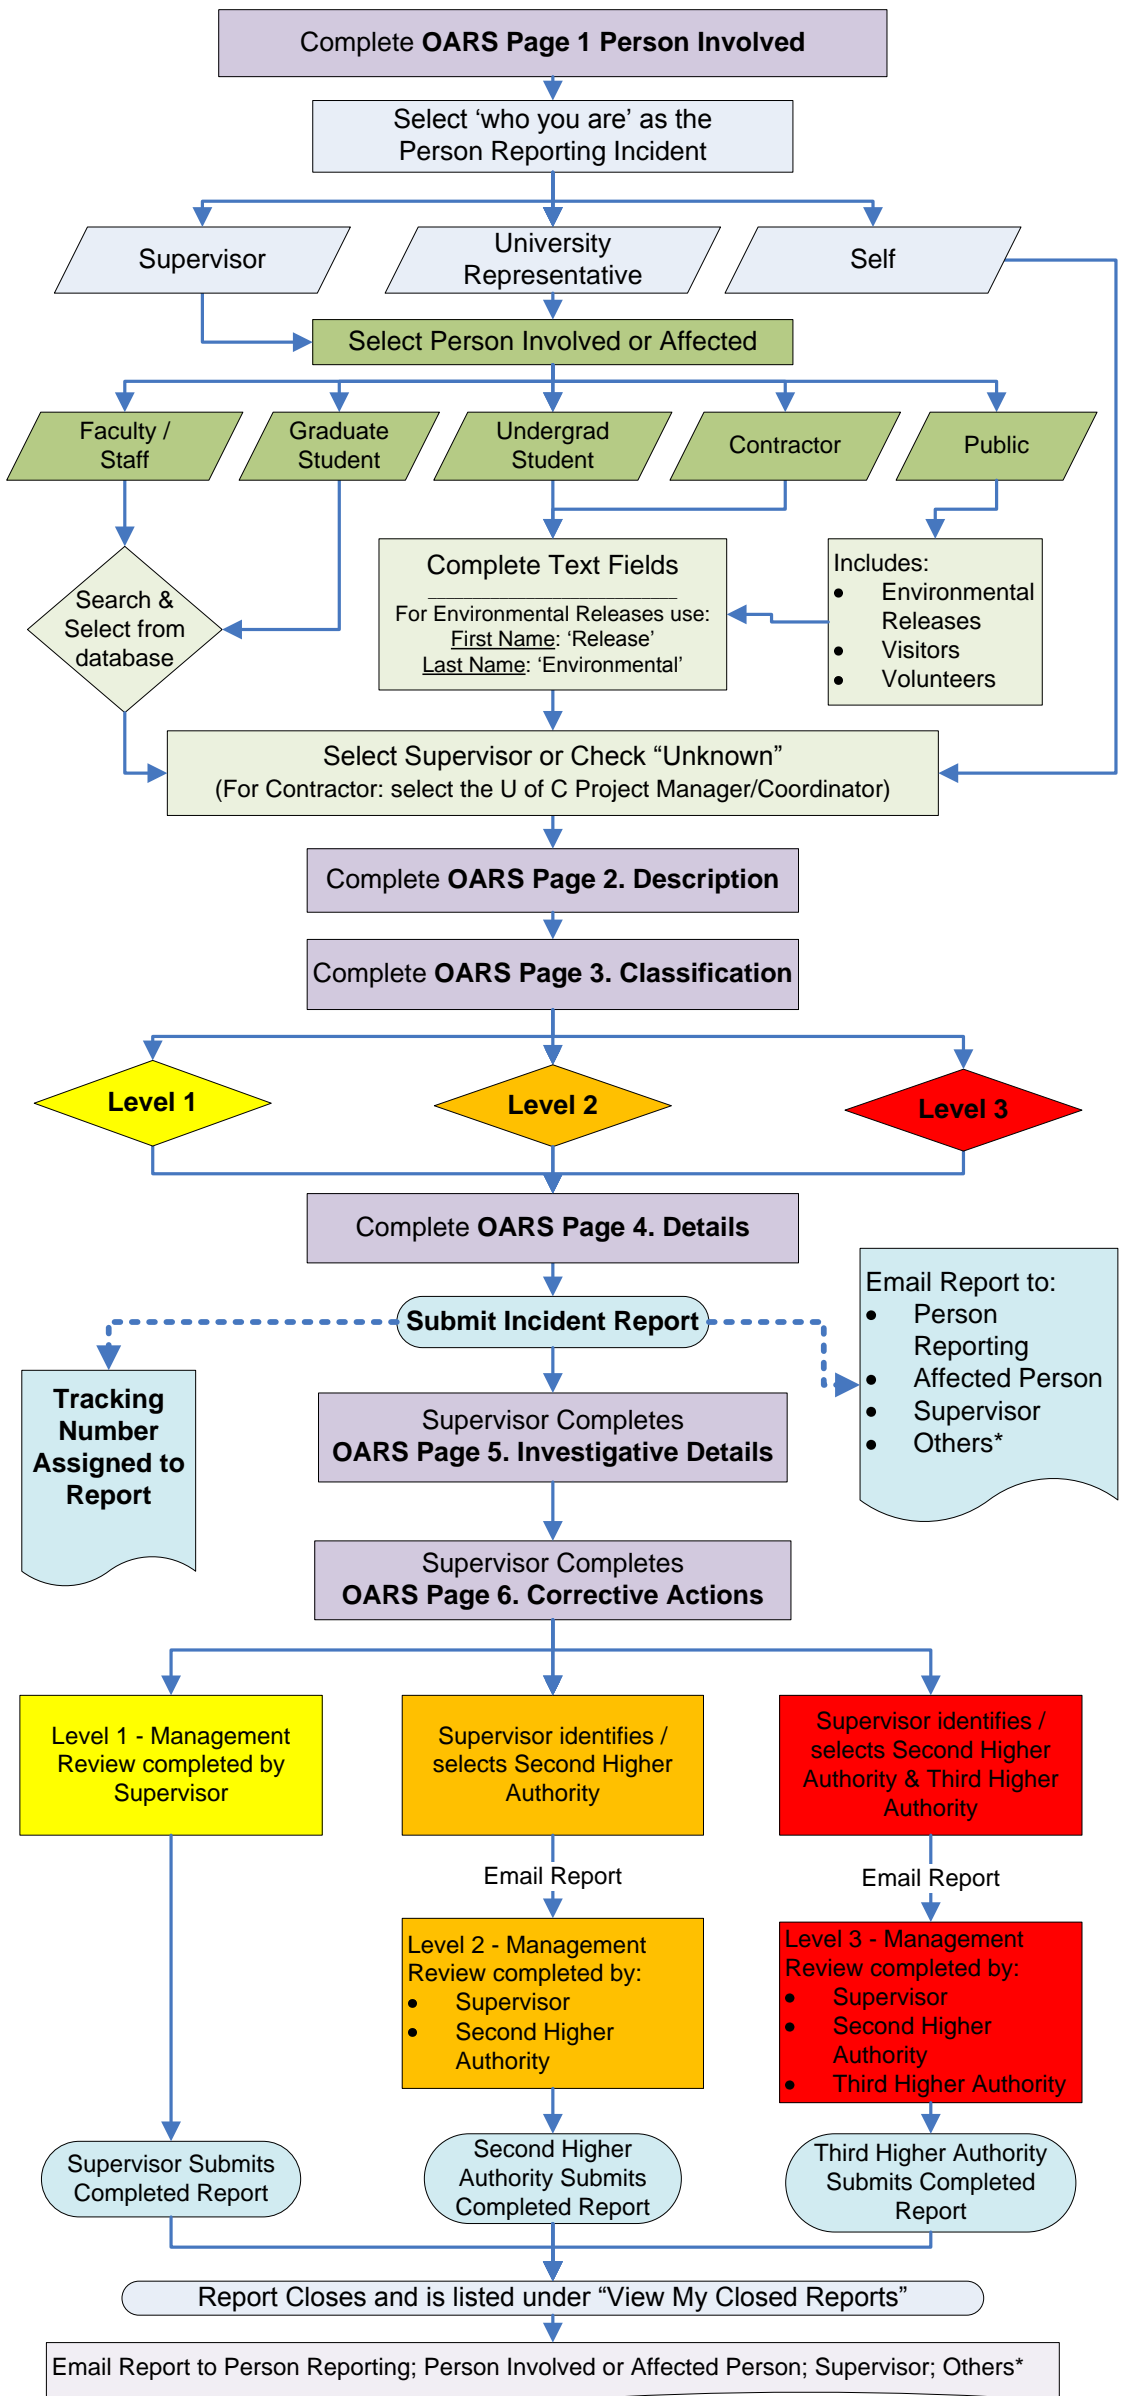 Complete OARS Page 1 Person Involved
Select ‘who you are’ as the
Person Reporting Incident
Supervisor
University
Representative
Self
Select Person Involved or Affected
Faculty /
Staff
Graduate
Student
Undergrad
Student
Contractor
Public
Search &
Select from
database
Complete Text Fields
For Environmental Releases use:
First Name: ‘Release’
Last Name: ‘Environmental’
Includes:
• Environmental
Releases
• Visitors
• Volunteers
Select Supervisor or Check “Unknown”
(For Contractor: select the U of C Project Manager/Coordinator)
Complete OARS Page 2. Description
Complete OARS Page 3. Classification
Level 1
Level 2
Level 3
Complete OARS Page 4. Details
Submit Incident Report
Tracking
Number
Assigned to
Report
Email Report to:
• Person
Reporting
• Affected Person
• Supervisor
• Others*
Supervisor Completes
OARS Page 5. Investigative Details
Supervisor Completes
OARS Page 6. Corrective Actions
Level 1 - Management
Review completed by
Supervisor
Supervisor identifies /
selects Second Higher
Authority
Supervisor identifies /
selects Second Higher
Authority & Third Higher
Authority
Email Report
Email Report
Level 2 - Management
Review completed by:
• Supervisor
• Second Higher
Authority
Level 3 - Management
Review completed by:
• Supervisor
• Second Higher
Authority
• Third Higher Authority
Supervisor Submits
Completed Report
Second Higher
Authority Submits
Completed Report
Third Higher Authority
Submits Completed
Report
Report Closes and is listed under “View My Closed Reports”
Email Report to Person Reporting; Person Involved or Affected Person; Supervisor; Others*